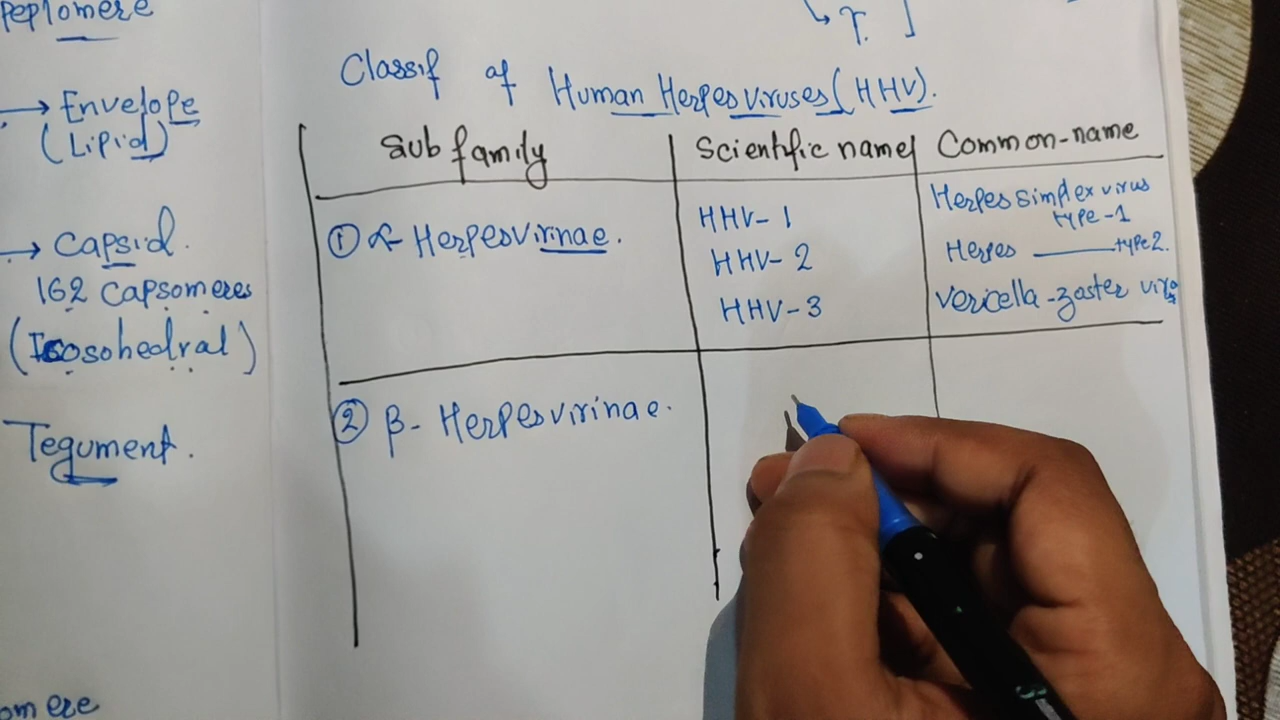 peplomere
→ Envelope
(Lipid)
→ Capsid.
162 Capsomeres
(Icosohedral)
Tegument.
omere
↳ γ. ]
Classif of Human Herpesviruses (HHV).
Sub family Scientific name Common-name
① α- Herpesvirinae. HHV-1 Herpes simplex virus type-1
HHV-2 Herpes ——— type 2.
HHV-3 Vericella-zaster virus
② β- Herpesvirinae.